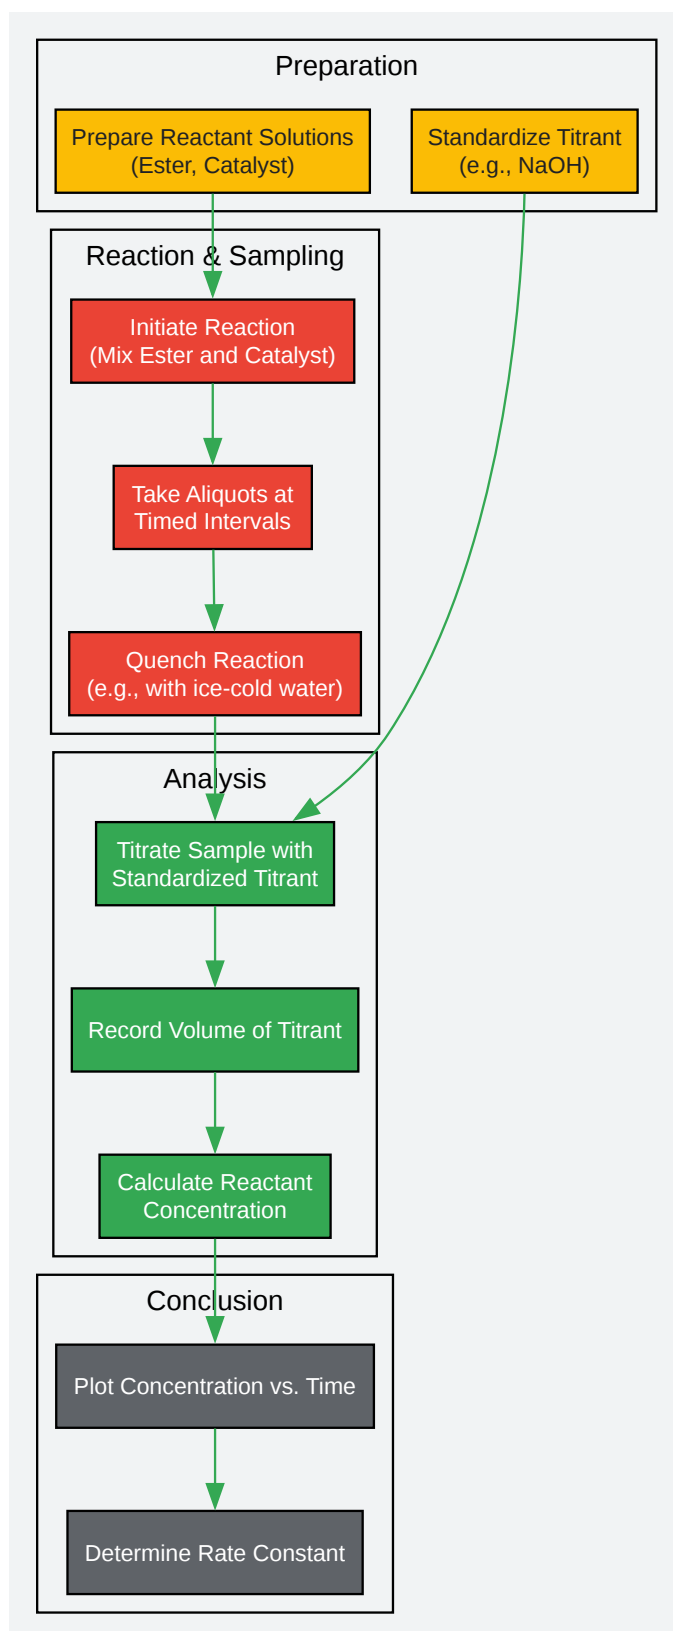 Preparation
Prepare Reactant Solutions
(Ester, Catalyst)
Standardize Titrant
(e.g., NaOH)
Reaction & Sampling
Initiate Reaction
(Mix Ester and Catalyst)
Take Aliquots at
Timed Intervals
Quench Reaction
(e.g., with ice-cold water)
Analysis
Titrate Sample with
Standardized Titrant
Record Volume of Titrant
Calculate Reactant
Concentration
Conclusion
Plot Concentration vs. Time
Determine Rate Constant